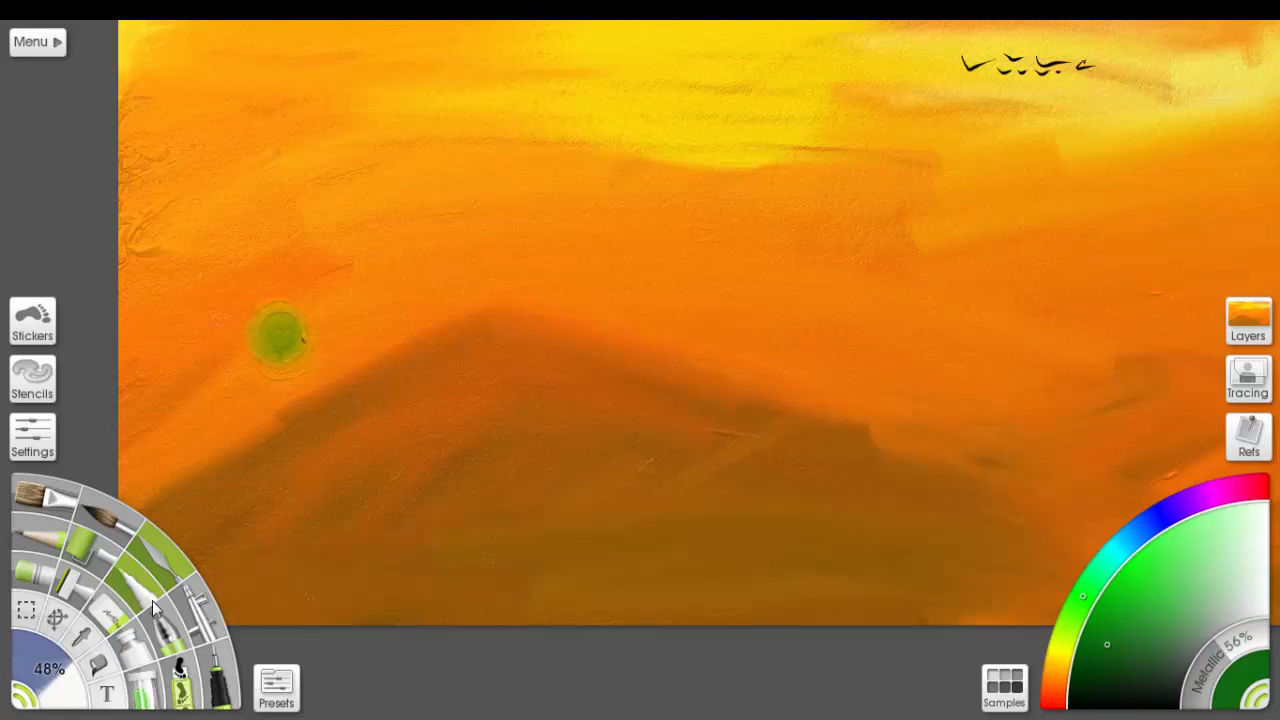 Menu
Stickers
Stencils
Settings
Layers
Tracing
Refs
48%
T
Presets
Samples
Metallic 56%